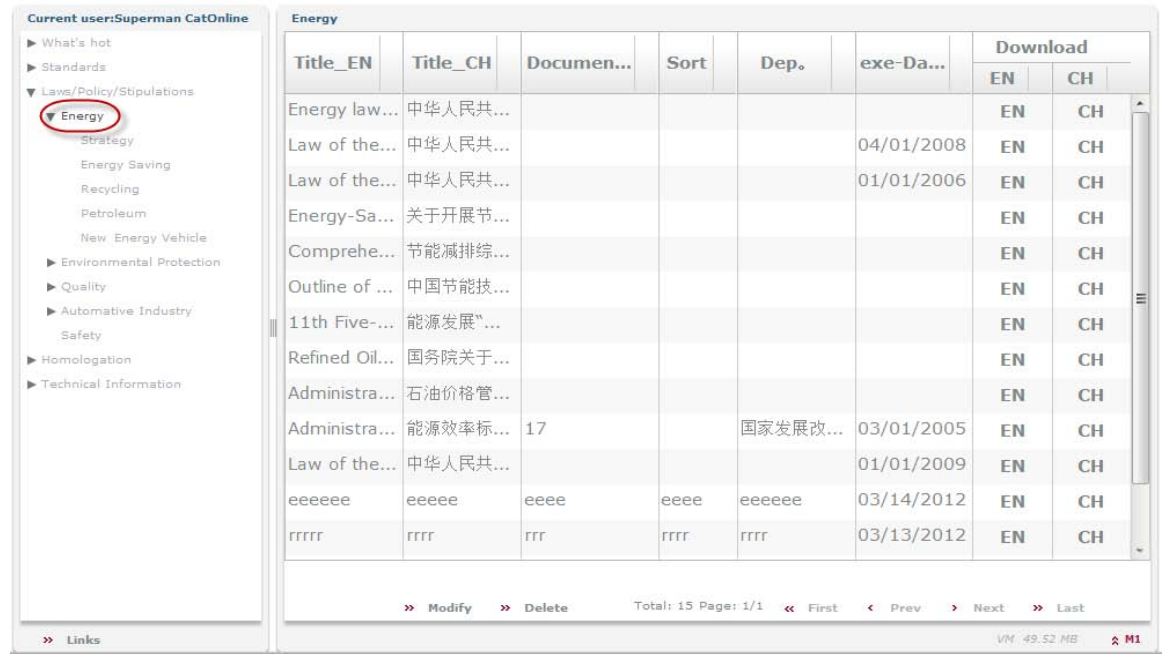 Current user:Superman CatOnline
What's hot
Standards
Laws/Policy/Stipulations
Energy
Strategy
Energy Saving
Recycling
Petroleum
New Energy Vehicle
Environmental Protection
Quality
Automative Industry
Safety
Homologation
Technical Information
» Links
Energy
Title_EN Title_CH Documen... Sort Dep。 exe-Da... Download
EN CH
Energy law... 中华人民共... EN CH
Law of the... 中华人民共... 04/01/2008 EN CH
Law of the... 中华人民共... 01/01/2006 EN CH
Energy-Sa... 关于开展节... EN CH
Comprehe... 节能减排综... EN CH
Outline of ... 中国节能技... EN CH
11th Five-... 能源发展“... EN CH
Refined Oil... 国务院关于... EN CH
Administra... 石油价格管... EN CH
Administra... 能源效率标... 17 国家发展改... 03/01/2005 EN CH
Law of the... 中华人民共... 01/01/2009 EN CH
eeeeee eeeee eeee eeee eeeeee 03/14/2012 EN CH
rrrrr rrrr rrr rrrr rrrr 03/13/2012 EN CH
» Modify » Delete Total: 15 Page: 1/1 « First ‹ Prev › Next » Last
VM 49.52 MB M1